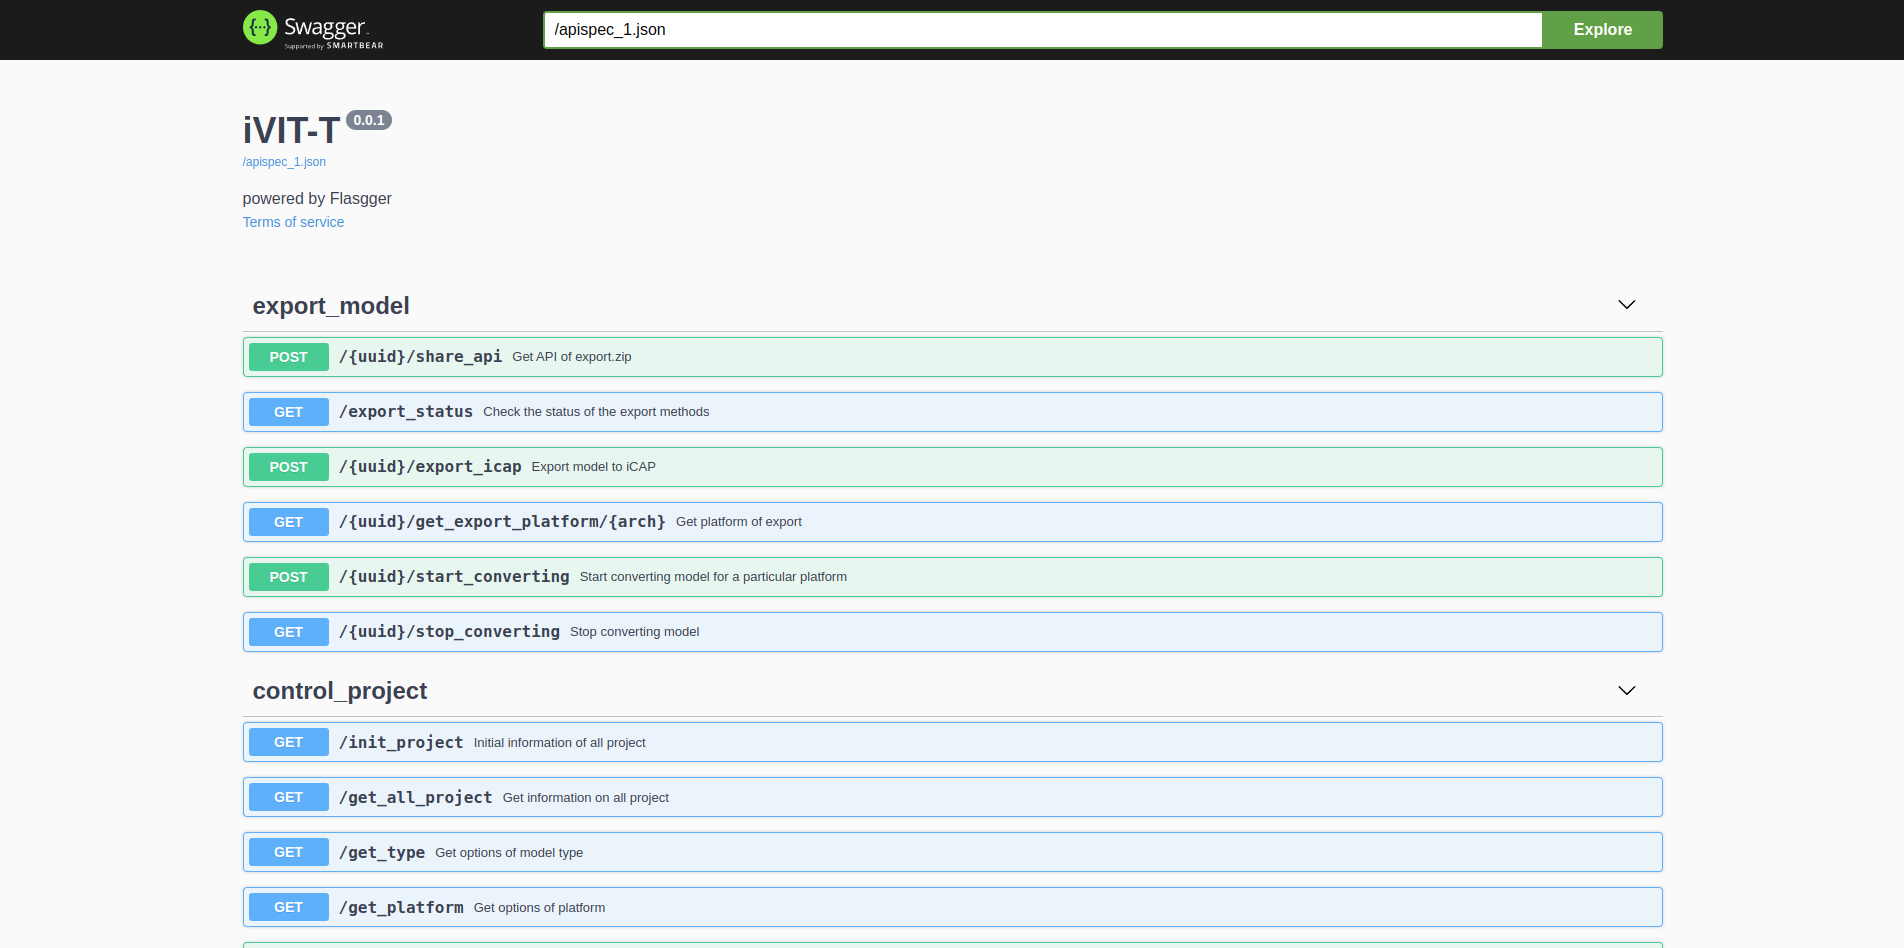 Swagger
Supported by SMARTBEAR
/apispec_1.json
Explore
iVIT-T 0.0.1
/apispec_1.json
powered by Flasgger
Terms of service
export_model
POST /{uuid}/share_api Get API of export.zip
GET /export_status Check the status of the export methods
POST /{uuid}/export_icap Export model to iCAP
GET /{uuid}/get_export_platform/{arch} Get platform of export
POST /{uuid}/start_converting Start converting model for a particular platform
GET /{uuid}/stop_converting Stop converting model
control_project
GET /init_project Initial information of all project
GET /get_all_project Get information on all project
GET /get_type Get options of model type
GET /get_platform Get options of platform